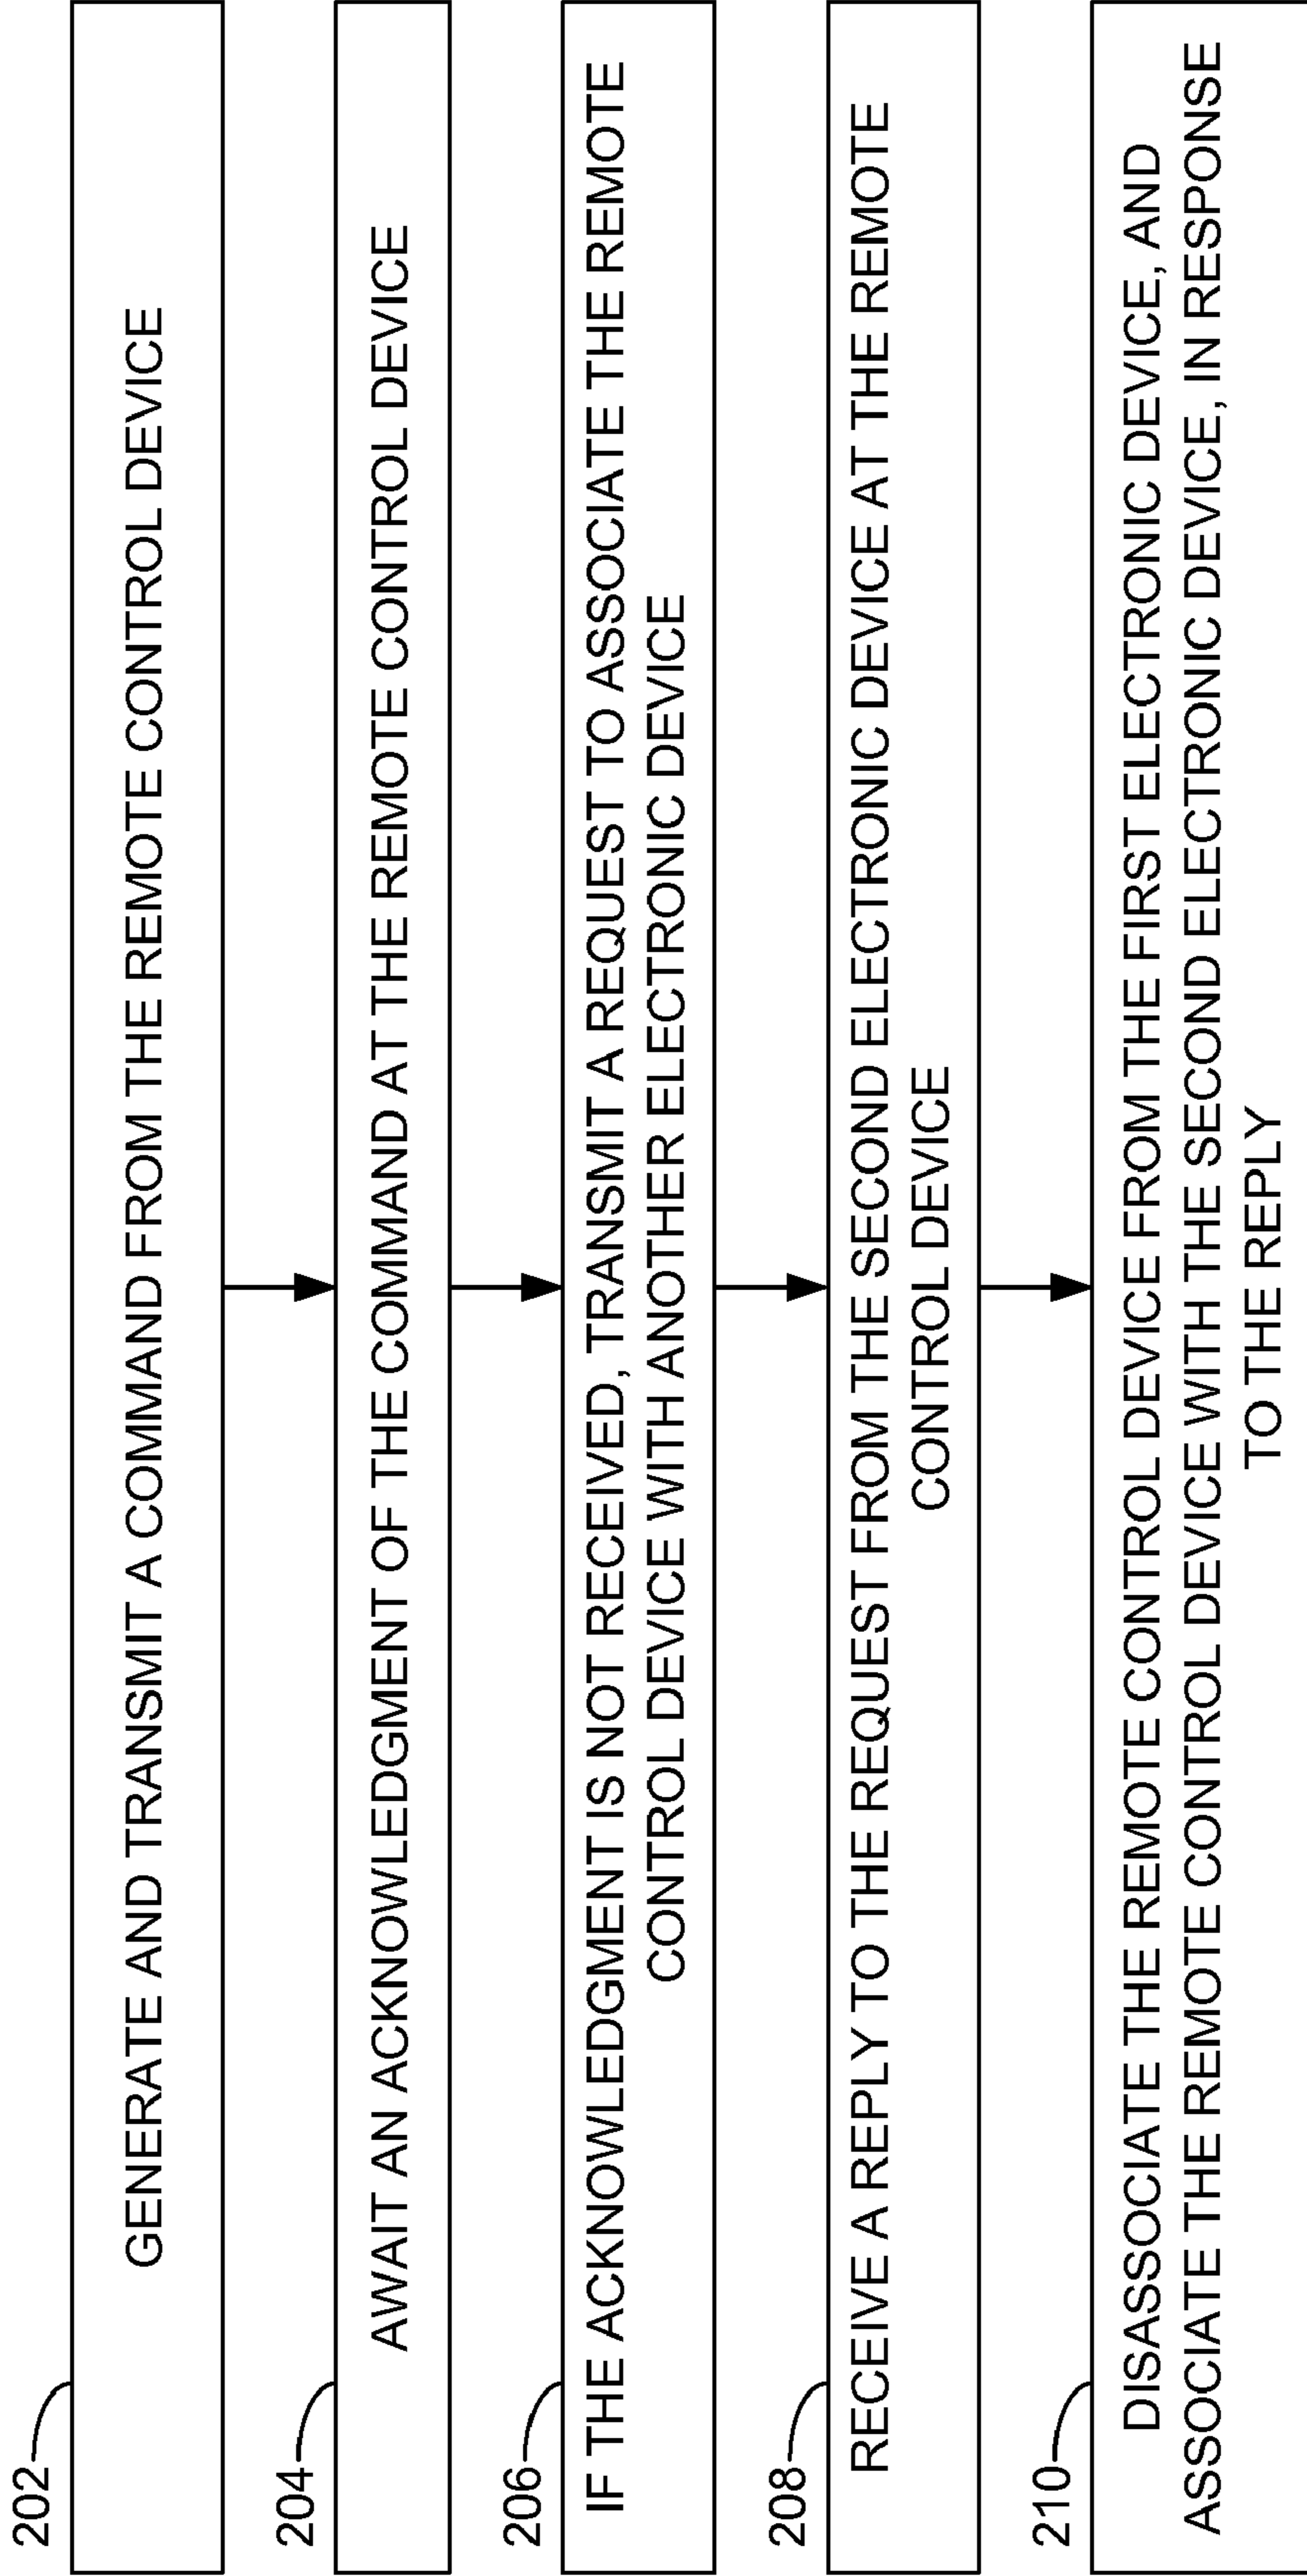 202
GENERATE AND TRANSMIT A COMMAND FROM THE REMOTE CONTROL DEVICE
204
AWAIT AN ACKNOWLEDGMENT OF THE COMMAND AT THE REMOTE CONTROL DEVICE
206
IF THE ACKNOWLEDGMENT IS NOT RECEIVED, TRANSMIT A REQUEST TO ASSOCIATE THE REMOTE
CONTROL DEVICE WITH ANOTHER ELECTRONIC DEVICE
208
RECEIVE A REPLY TO THE REQUEST FROM THE SECOND ELECTRONIC DEVICE AT THE REMOTE
CONTROL DEVICE
210
DISASSOCIATE THE REMOTE CONTROL DEVICE FROM THE FIRST ELECTRONIC DEVICE, AND
ASSOCIATE THE REMOTE CONTROL DEVICE WITH THE SECOND ELECTRONIC DEVICE, IN RESPONSE
TO THE REPLY